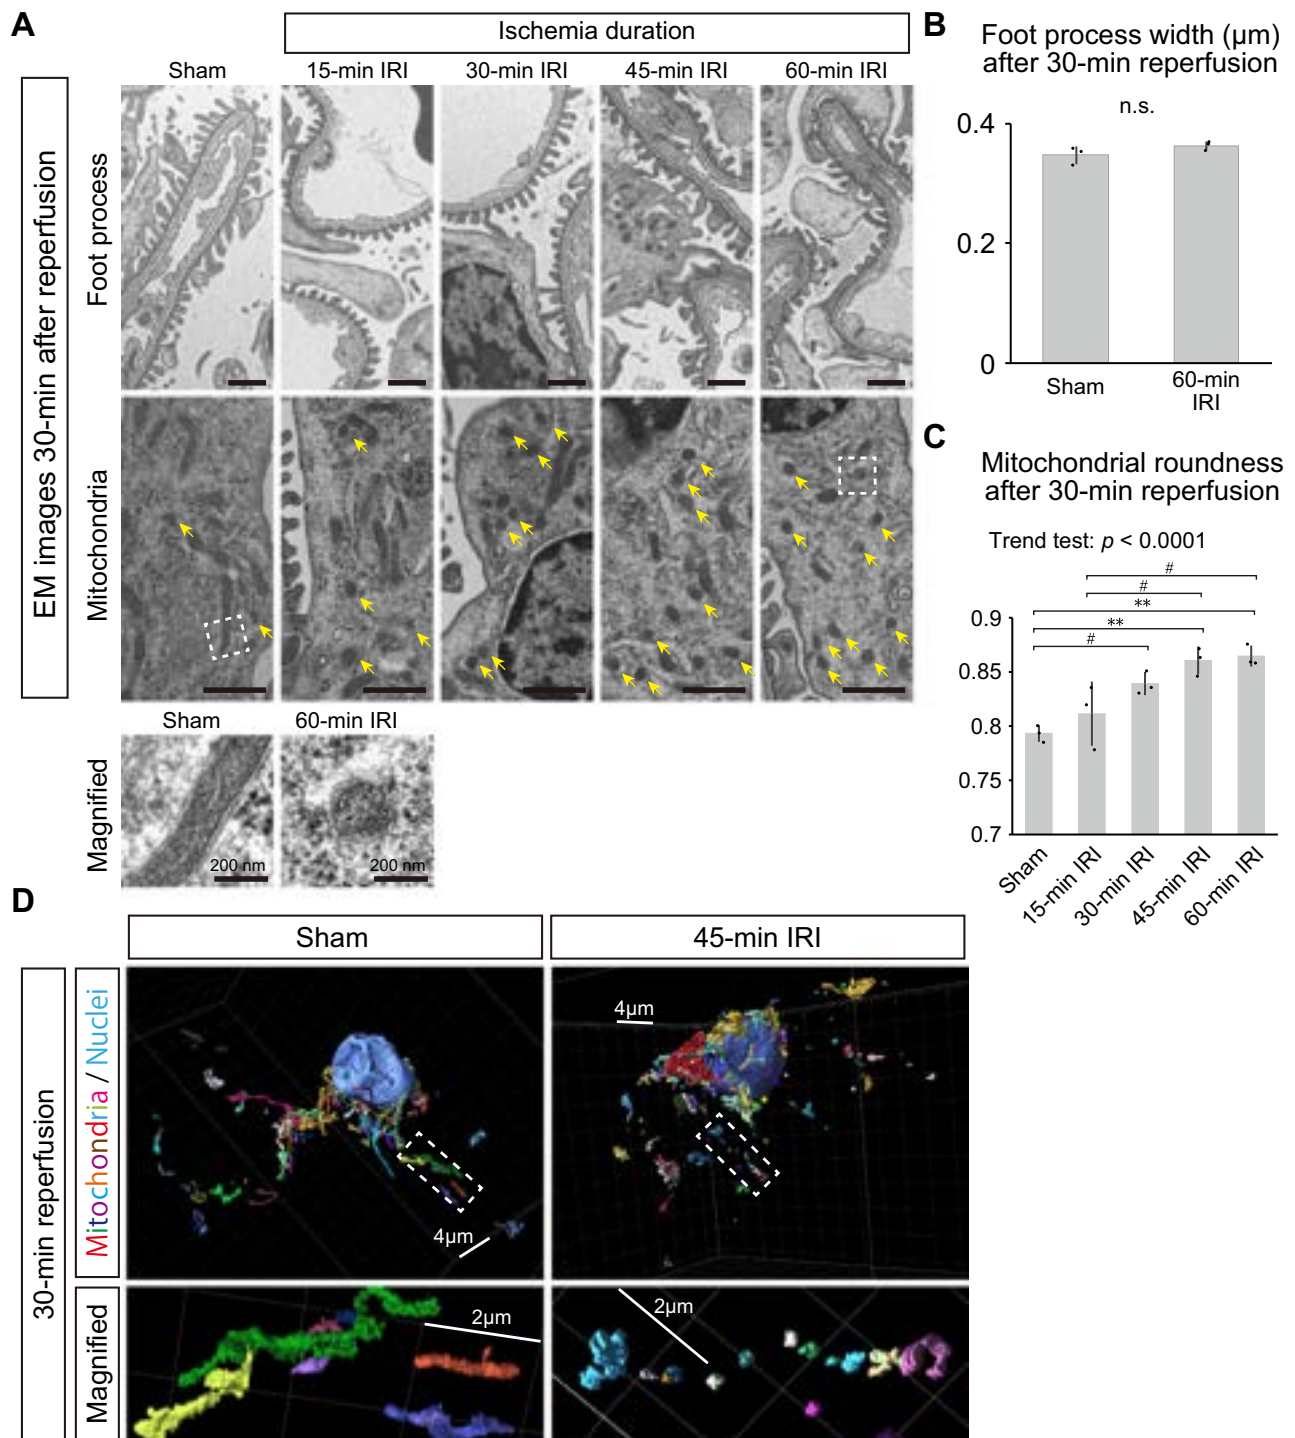 A
Ischemia duration
Sham
15-min IRI
30-min IRI
45-min IRI
60-min IRI
EM images 30-min after reperfusion
Foot process
Mitochondria
Sham
60-min IRI
Magnified
200 nm
200 nm
B
Foot process width (µm)
after 30-min reperfusion
n.s.
0.4
0.2
0
Sham
60-min
IRI
C
Mitochondrial roundness
after 30-min reperfusion
Trend test: p < 0.0001
#
#
**
**
#
0.9
0.85
0.8
0.75
0.7
Sham
15-min IRI
30-min IRI
45-min IRI
60-min IRI
D
Sham
45-min IRI
30-min reperfusion
Mitochondria / Nuclei
4µm
4µm
Magnified
2µm
2µm